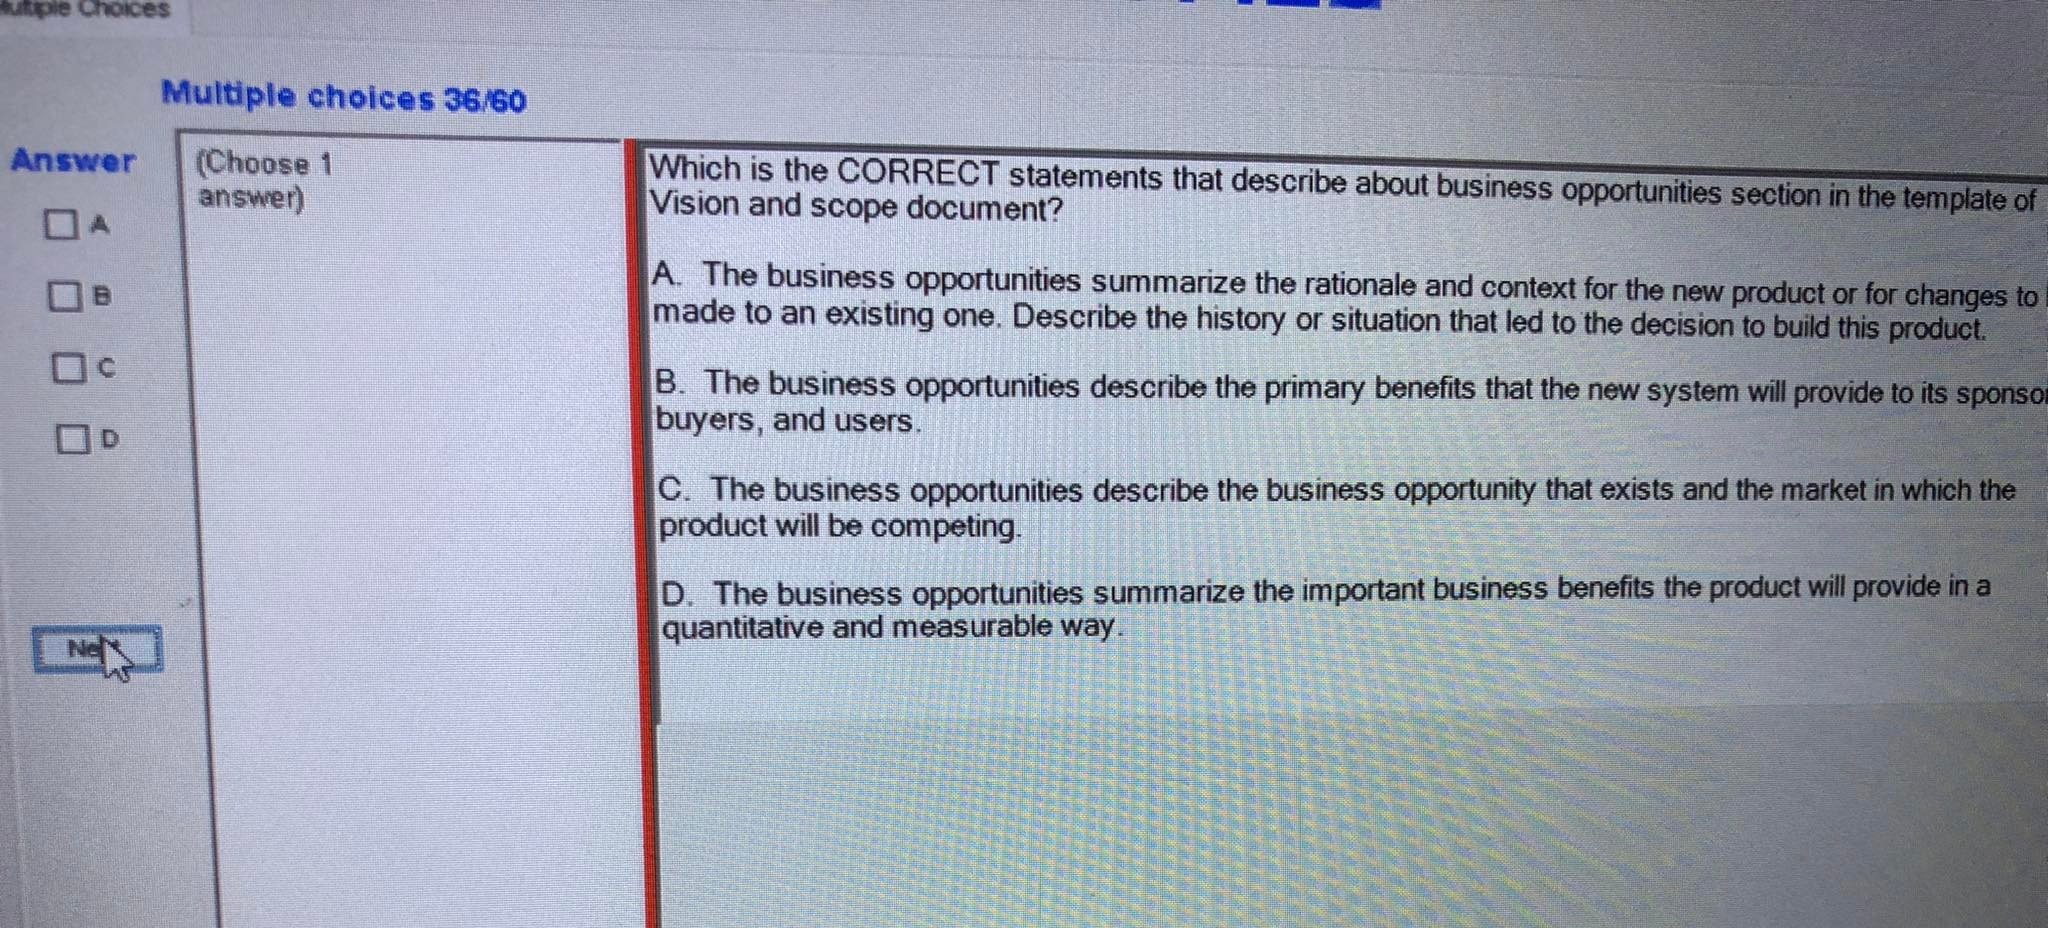 Multiple Choices
Multiple choices 36/60
Answer
(Choose 1
answer)
A
B
C
D
Which is the CORRECT statements that describe about business opportunities section in the template of
Vision and scope document?
A. The business opportunities summarize the rationale and context for the new product or for changes to
made to an existing one. Describe the history or situation that led to the decision to build this product.
B. The business opportunities describe the primary benefits that the new system will provide to its
buyers, and users.
C. The business opportunities describe the business opportunity that exists and the market in which the
product will be competing.
D. The business opportunities summarize the important business benefits the product will provide in a
quantitative and measurable way.